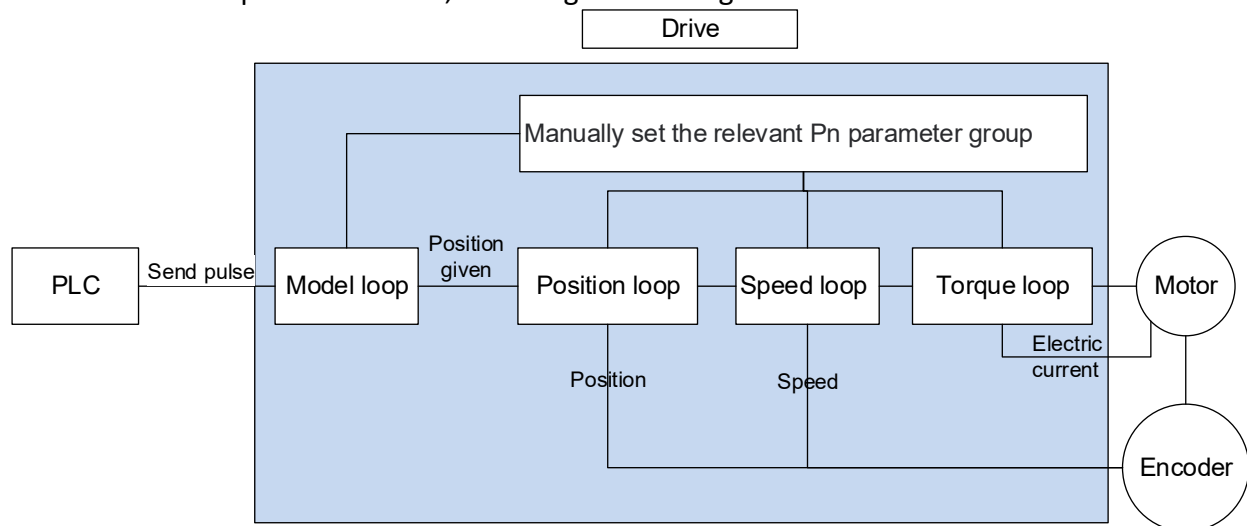 Drive
Manually set the relevant Pn parameter group
PLC
Send pulse
Model loop
Position
given
Position loop
Speed loop
Torque loop
Motor
Electric
current
Position
Speed
Encoder